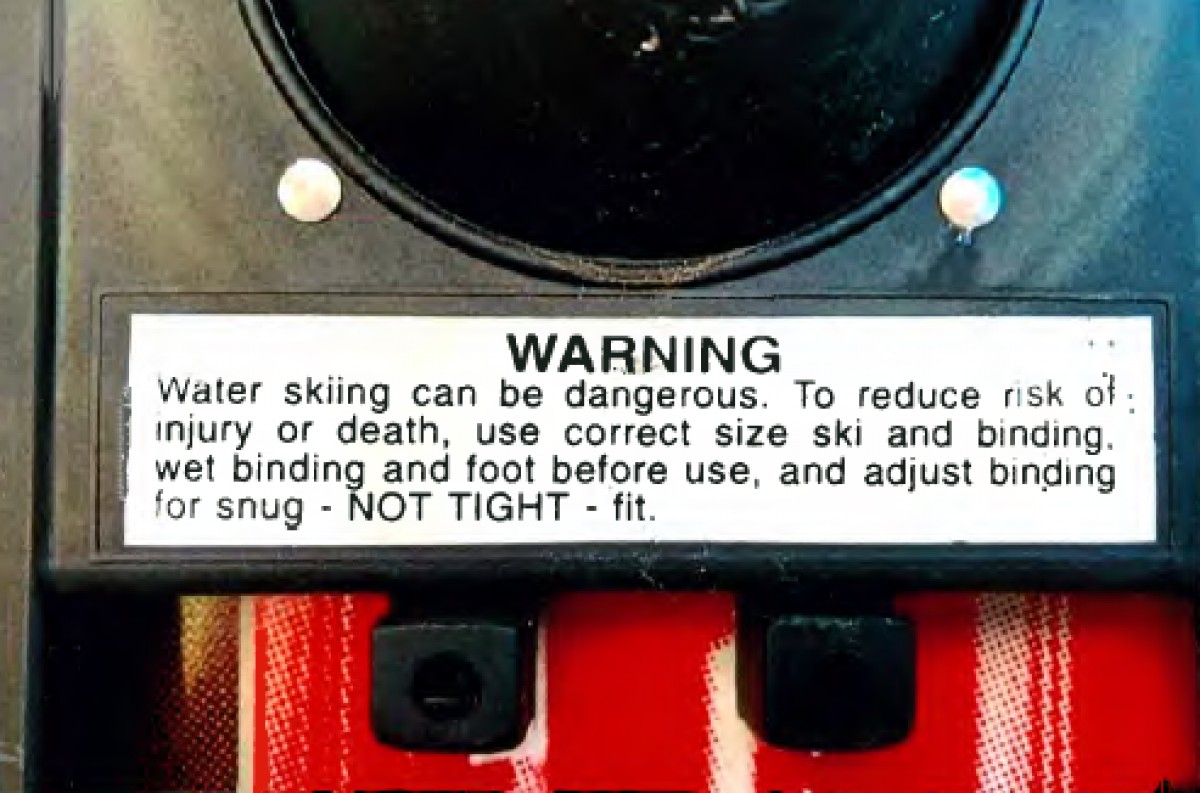 WARNING
Water skiing can be dangerous. To reduce risk of
injury or death, use correct size ski and binding,
wet binding and foot before use, and adjust binding
for snug - NOT TIGHT - fit.